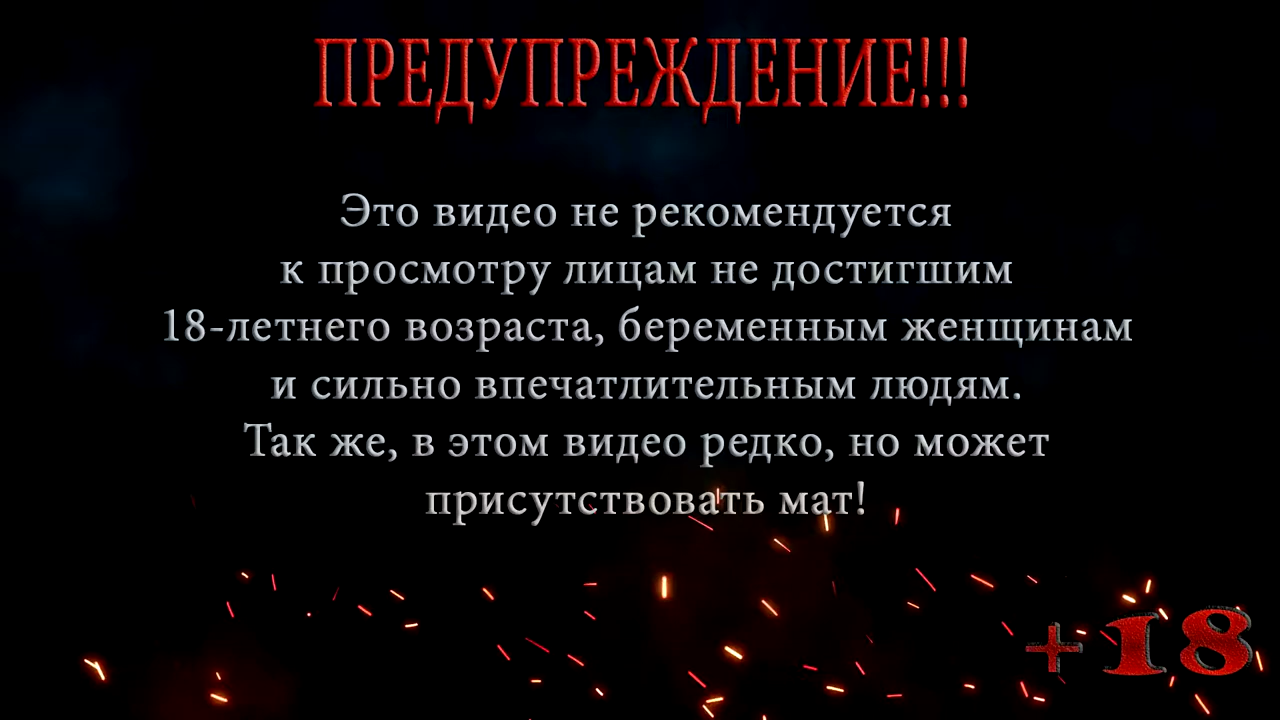 ПРЕДУПРЕЖДЕНИЕ!!!
Это видео не рекомендуется
к просмотру лицам не достигшим
18-летнего возраста, беременным женщинам
и сильно впечатлительным людям.
Так же, в этом видео редко, но может
присутствовать мат!
+18